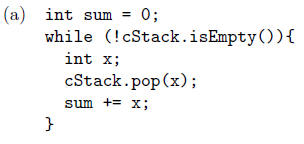 (a) int sum = 0;
while (!cStack.isEmpty()){
int x;
cStack.pop(x);
sum += x;
}